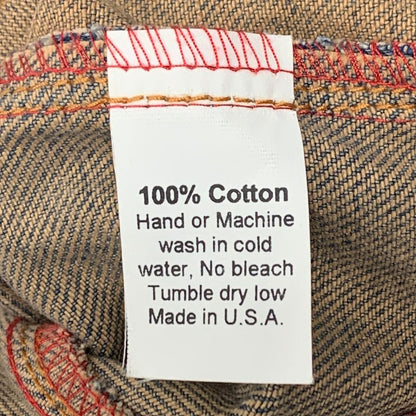 100% Cotton
Hand or Machine
wash in cold
water, No bleach
Tumble dry low
Made in U.S.A.